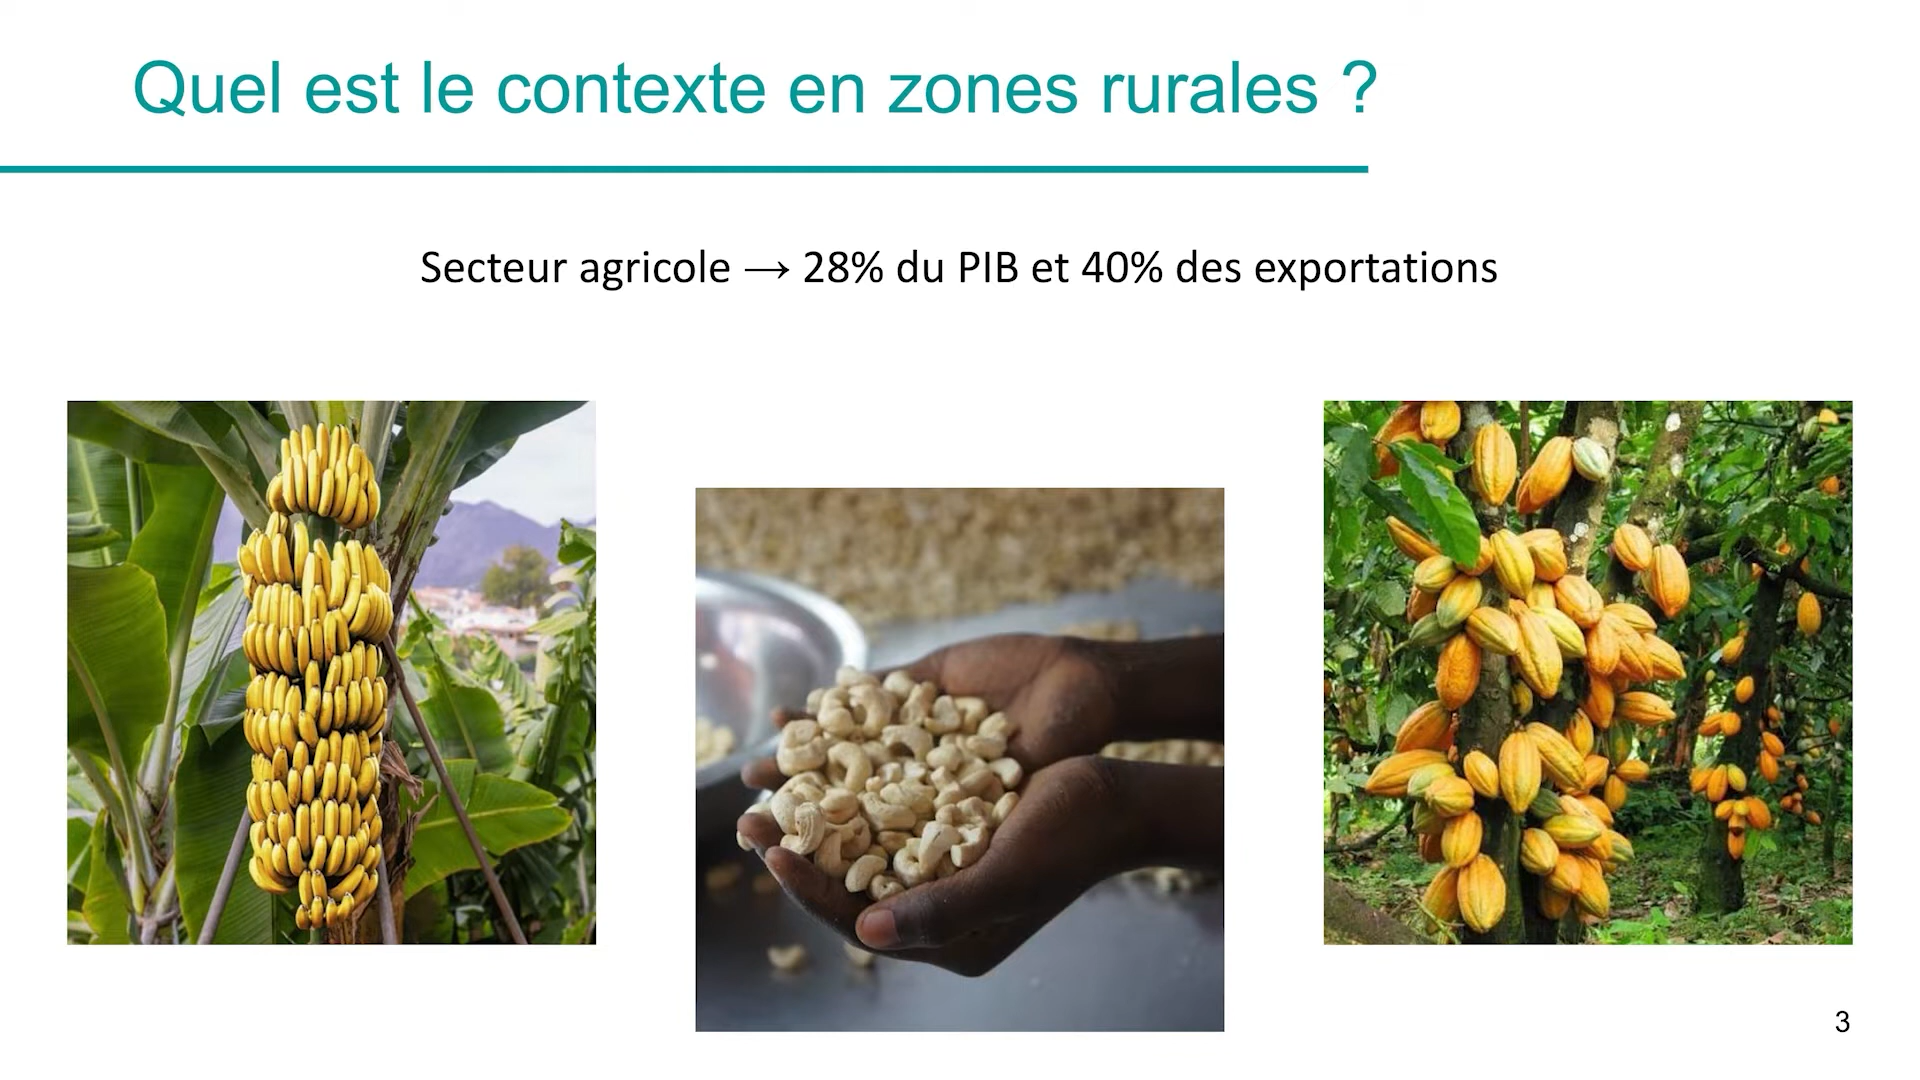 Quel est le contexte en zones rurales ?
Secteur agricole → 28% du PIB et 40% des exportations
3